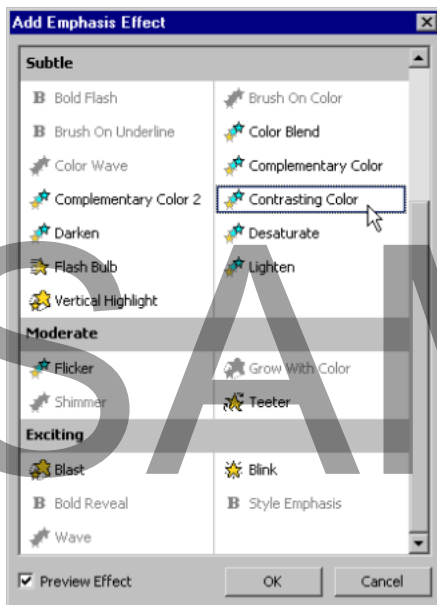 Add Emphasis Effect
Subtle
B Bold Flash Brush On Color
B Brush On Underline Color Blend
Color Wave Complementary Color
Complementary Color 2 Contrasting Color
Darken Desaturate
Flash Bulb Lighten
Vertical Highlight
Moderate
Flicker Grow With Color
Shimmer Teeter
Exciting
Blast Blink
B Bold Reveal B Style Emphasis
Wave
Preview Effect OK Cancel
SAM